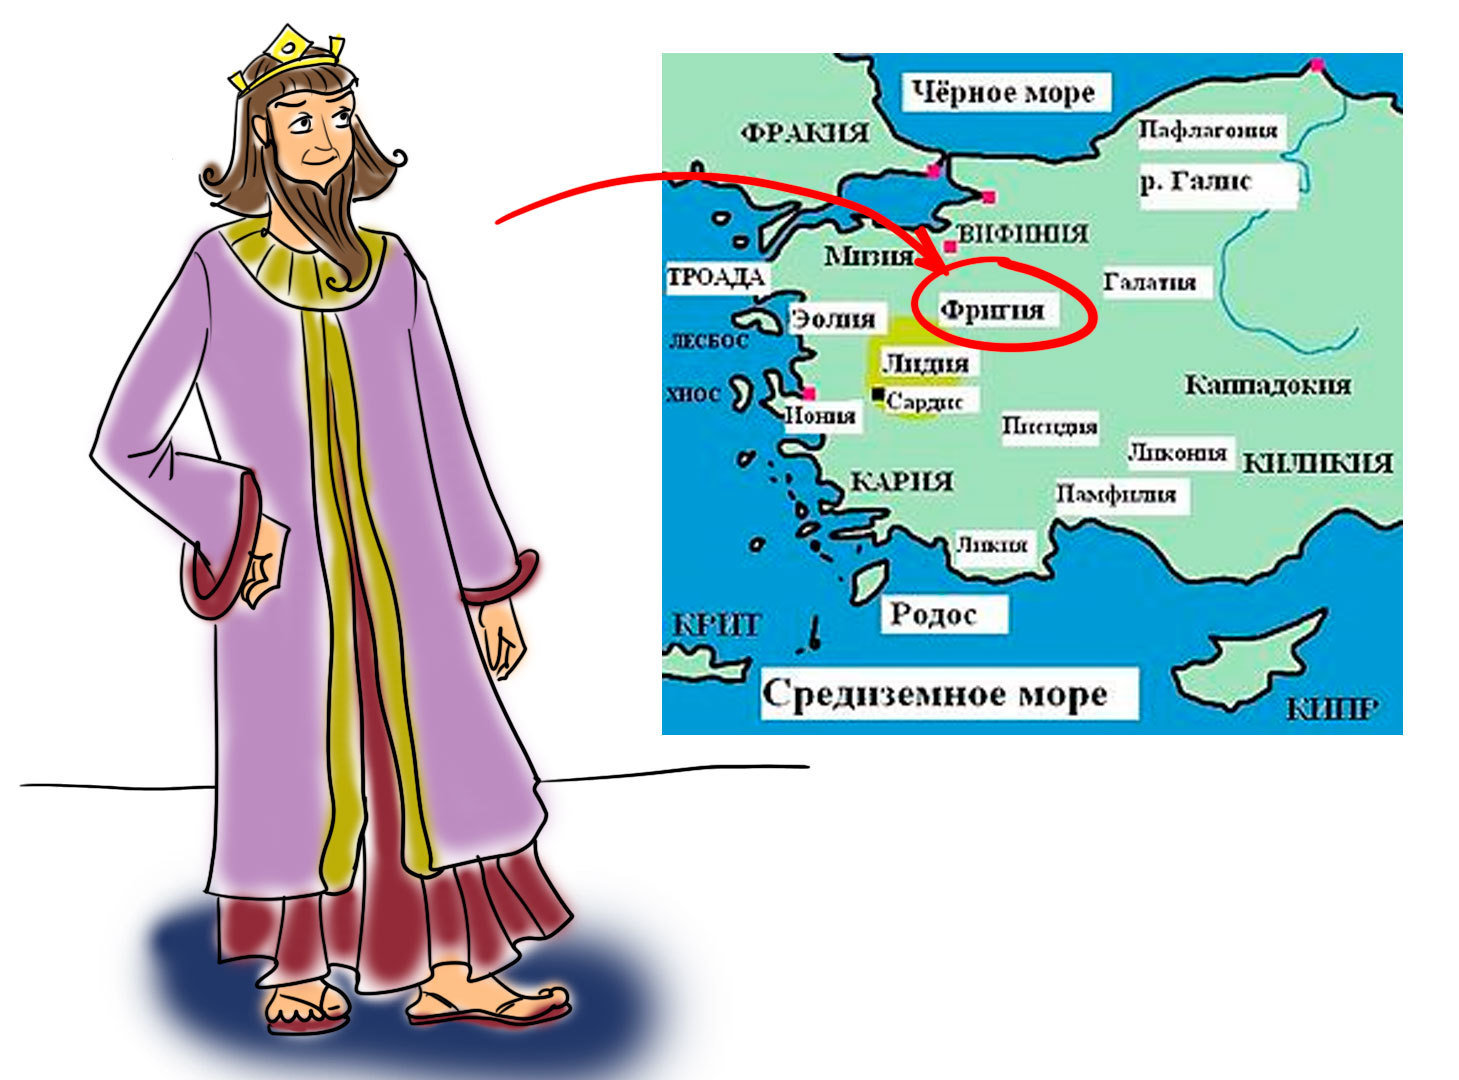 Чёрное море
ФРАКИЯ
Пафлагония
р. Галис
ВИФИНИЯ
Мизия
ТРОАДА
Галатия
Фригия
Эолия
ЛЕСБОС
Лидия
Каппадокия
ХИОС
Сардис
Иония
Писидия
Ликония
КИЛИКИЯ
КАРИЯ
Памфилия
Ликия
Родос
КРИТ
Средиземное море
КИПР